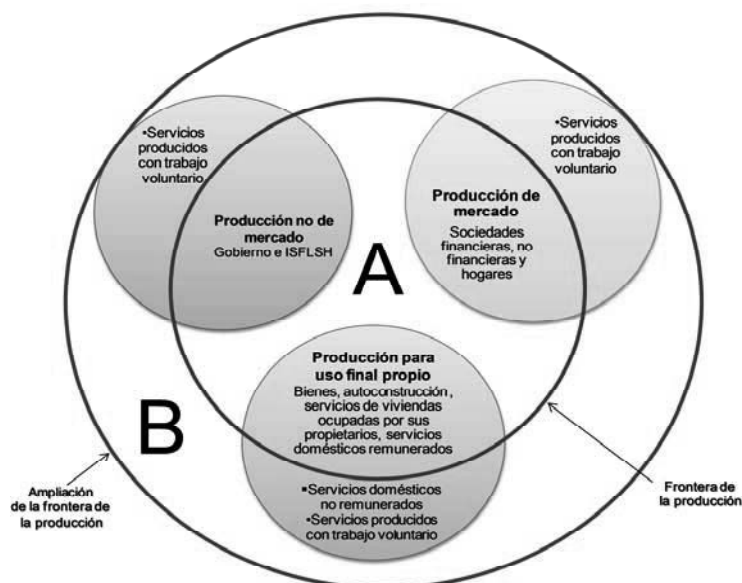 •Servicios
producidos
con trabajo
voluntario
Producción no de
mercado
Gobierno e ISFLSH
•Servicios
producidos
con trabajo
voluntario
Producción de
mercado
Sociedades
financieras, no
financieras y
hogares
A
Producción para
uso final propio
Bienes, autoconstrucción,
servicios de viviendas
ocupadas por sus
propietarios, servicios
domésticos remunerados
B
▪Servicios domésticos
no remunerados
•Servicios producidos
con trabajo voluntario
Ampliación
de la frontera de
la producción
Frontera de
la producción